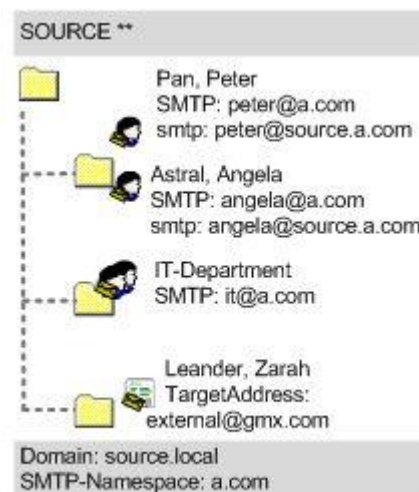 SOURCE **
Pan, Peter
SMTP: peter@a.com
smtp: peter@source.a.com
Astral, Angela
SMTP: angela@a.com
smtp: angela@source.a.com
IT-Department
SMTP: it@a.com
Leander, Zarah
TargetAddress:
external@gmx.com
Domain: source.local
SMTP-Namespace: a.com